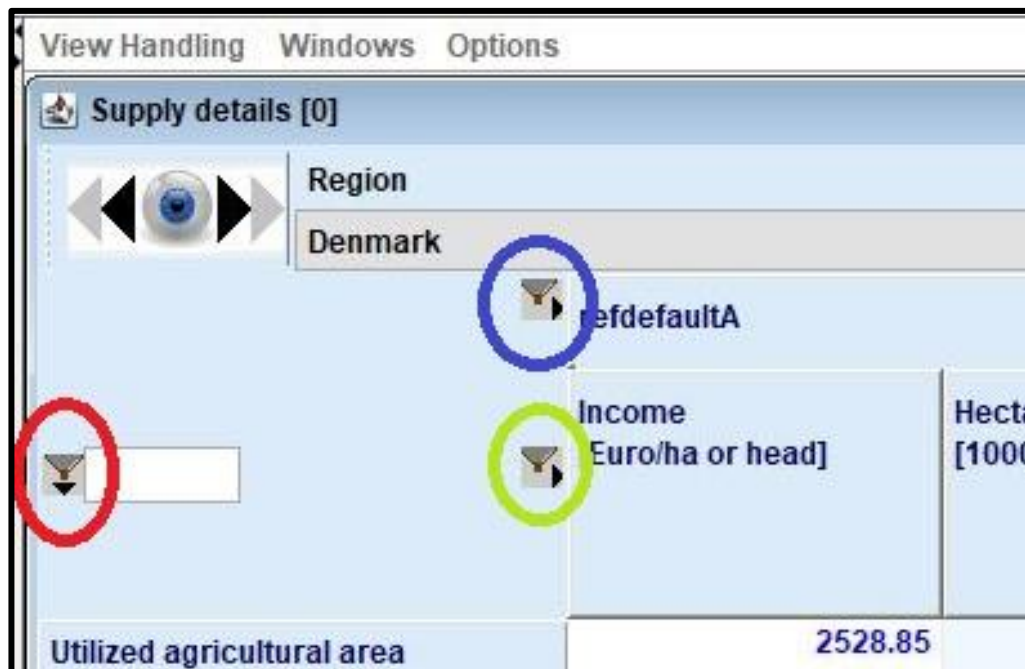 View Handling Windows Options
Supply details [0]
Region
Denmark
refdefaultA
Income
[Euro/ha or head]
Utilized agricultural area
2528.85